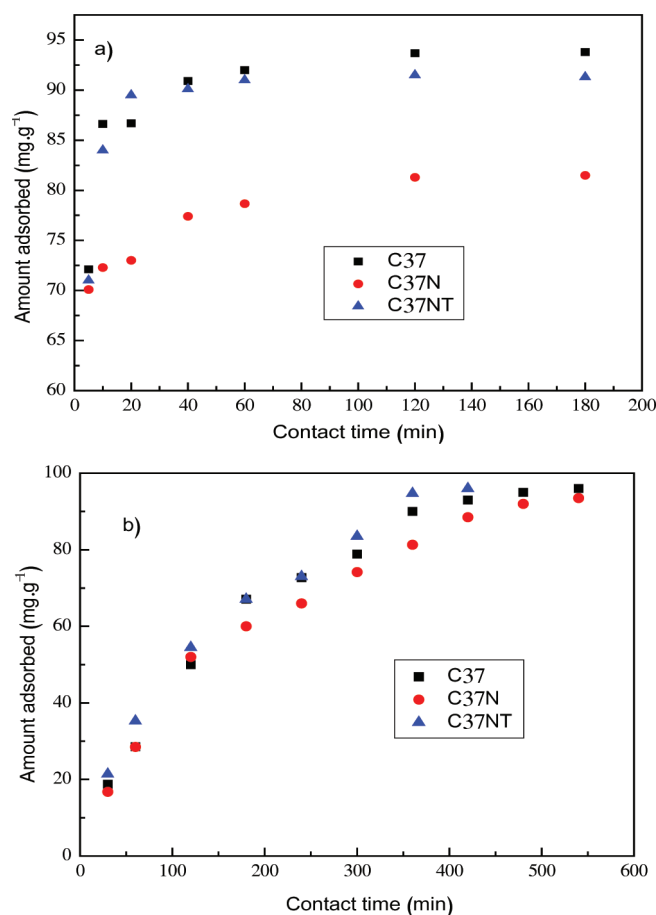 a)
95
90
85
80
75
70
65
60
Amount adsorbed (mg.g⁻¹)
C37
C37N
C37NT
0 20 40 60 80 100 120 140 160 180 200
Contact time (min)
b)
100
80
60
40
20
0
Amount adsorbed (mg.g⁻¹)
C37
C37N
C37NT
0 100 200 300 400 500 600
Contact time (min)